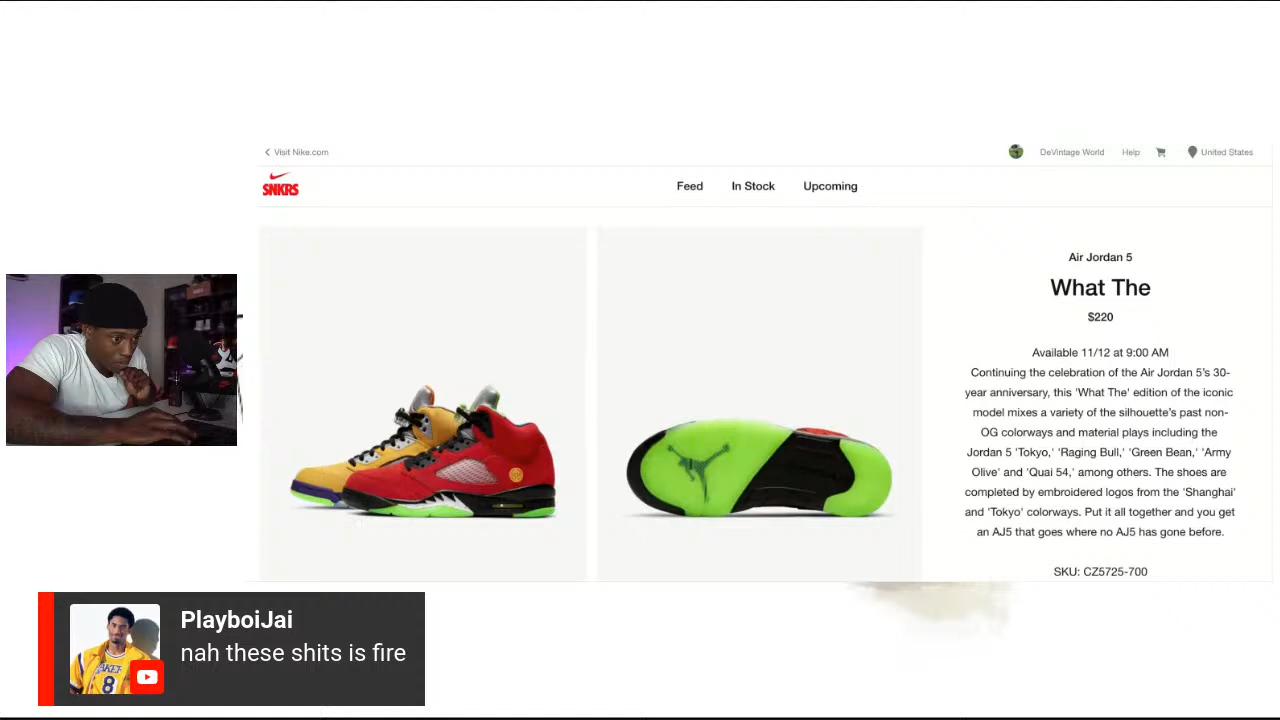 Visit Nike.com
DeVintage World
Help
United States
SNKRS
Feed
In Stock
Upcoming
Air Jordan 5
What The
$220
Available 11/12 at 9:00 AM
Continuing the celebration of the Air Jordan 5's 30-
year anniversary, this 'What The' edition of the iconic
model mixes a variety of the silhouette's past non-
OG colorways and material plays including the
Jordan 5 'Tokyo,' 'Raging Bull,' 'Green Bean,' 'Army
Olive' and 'Quai 54,' among others. The shoes are
completed by embroidered logos from the 'Shanghai'
and 'Tokyo' colorways. Put it all together and you get
an AJ5 that goes where no AJ5 has gone before.
SKU: CZ5725-700
PlayboiJai
nah these shits is fire
8